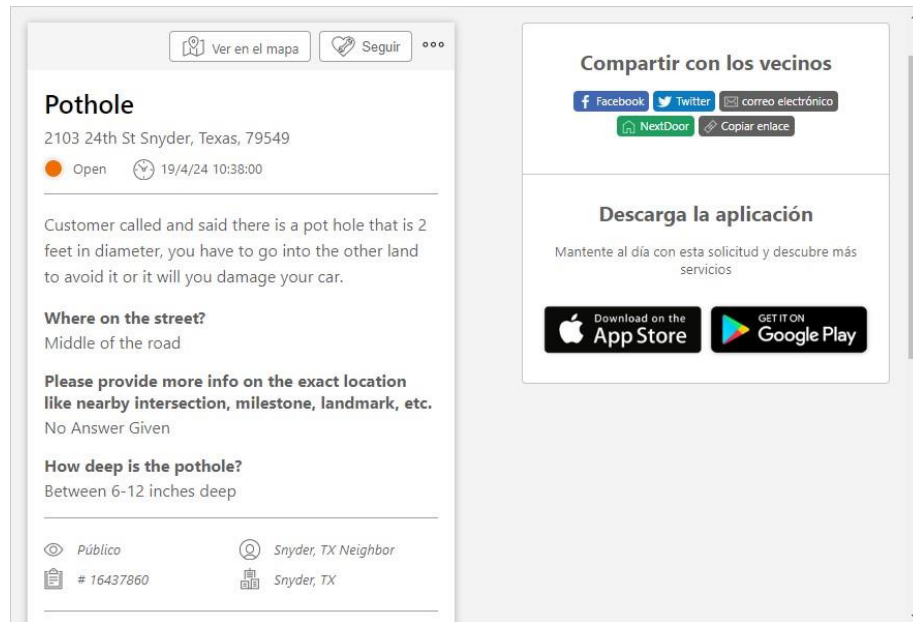 Ver en el mapa
Seguir
Pothole
2103 24th St Snyder, Texas, 79549
Open 19/4/24 10:38:00
Customer called and said there is a pot hole that is 2
feet in diameter, you have to go into the other land
to avoid it or it will you damage your car.
Where on the street?
Middle of the road
Please provide more info on the exact location
like nearby intersection, milestone, landmark, etc.
No Answer Given
How deep is the pothole?
Between 6-12 inches deep
Público
Snyder, TX Neighbor
# 16437860
Snyder, TX
Compartir con los vecinos
Facebook
Twitter
correo electrónico
NextDoor
Copiar enlace
Descarga la aplicación
Mantente al día con esta solicitud y descubre más
servicios
Download on the
App Store
GET IT ON
Google Play